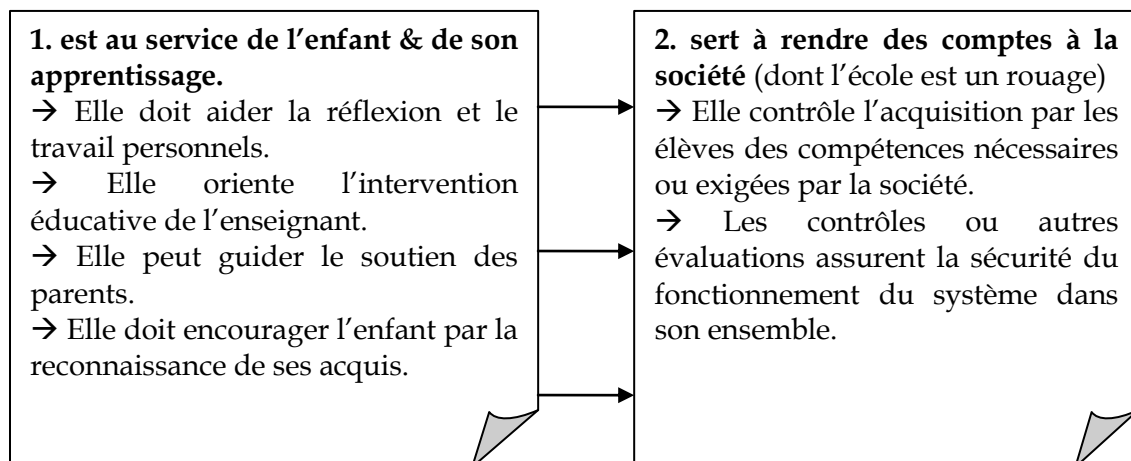 1. est au service de l’enfant & de son
apprentissage.
→ Elle doit aider la réflexion et le
travail personnels.
→ Elle oriente l’intervention
éducative de l’enseignant.
→ Elle peut guider le soutien des
parents.
→ Elle doit encourager l’enfant par la
reconnaissance de ses acquis.
2. sert à rendre des comptes à la
société (dont l’école est un rouage)
→ Elle contrôle l’acquisition par les
élèves des compétences nécessaires
ou exigées par la société.
→ Les contrôles ou autres
évaluations assurent la sécurité du
fonctionnement du système dans
son ensemble.